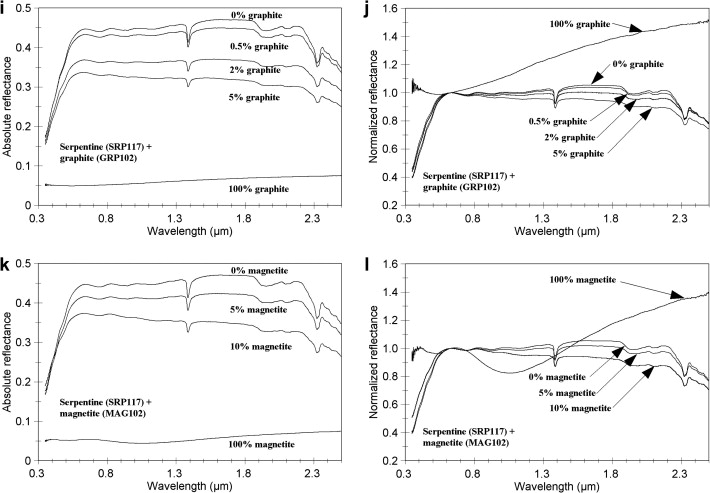 i
0.5
0.4
0.3
0.2
0.1
0
0.3
0.8
1.3
1.8
2.3
Absolute reflectance
Wavelength (µm)
0% graphite
0.5% graphite
2% graphite
5% graphite
Serpentine (SRP117) +
graphite (GRP102)
100% graphite
j
1.6
1.4
1.2
1.0
0.8
0.6
0.4
0.2
0.3
0.8
1.3
1.8
2.3
Normalized reflectance
Wavelength (µm)
100% graphite
0% graphite
0.5% graphite
2% graphite
5% graphite
Serpentine (SRP117) +
graphite (GRP102)
k
0.5
0.4
0.3
0.2
0.1
0
0.3
0.8
1.3
1.8
2.3
Absolute reflectance
Wavelength (µm)
0% magnetite
5% magnetite
10% magnetite
Serpentine (SRP117) +
magnetite (MAG102)
100% magnetite
l
1.6
1.4
1.2
1.0
0.8
0.6
0.4
0.2
0.3
0.8
1.3
1.8
2.3
Normalized reflectance
Wavelength (µm)
100% magnetite
0% magnetite
5% magnetite
10% magnetite
Serpentine (SRP117) +
magnetite (MAG102)